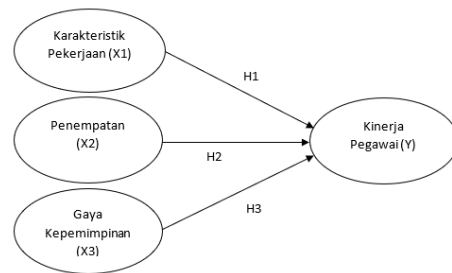 Karakteristik
Pekerjaan (X1)
H1
Penempatan
(X2)
H2
Kinerja
Pegawai (Y)
Gaya
Kepemimpinan
(X3)
H3